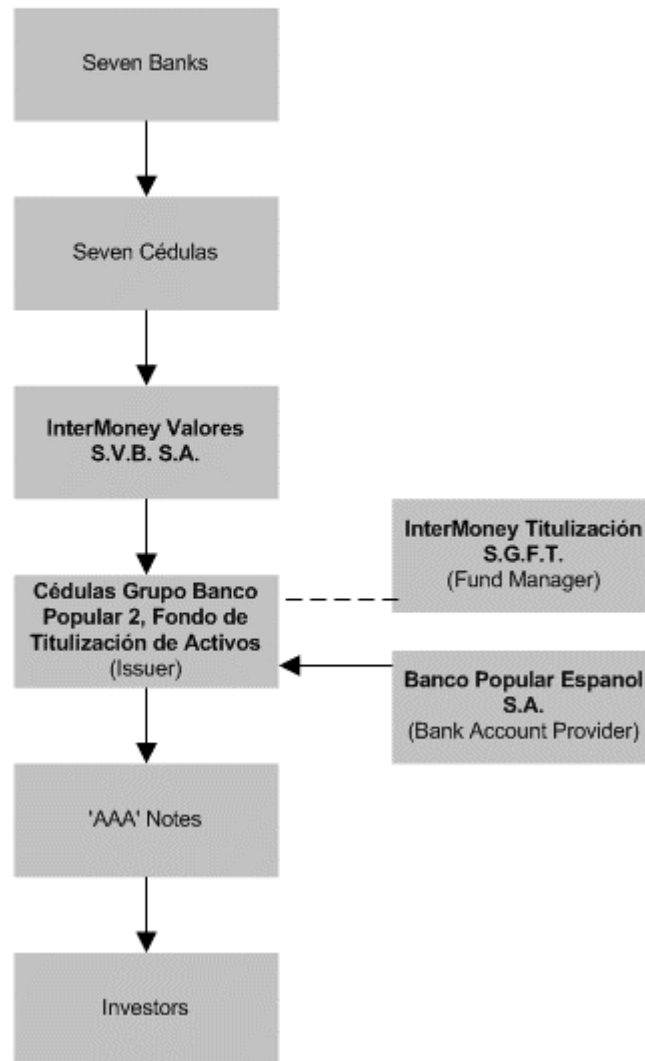 Seven Banks
Seven Cédulas
InterMoney Valores
S.V.B. S.A.
InterMoney Titulización
S.G.F.T.
(Fund Manager)
Cédulas Grupo Banco
Popular 2, Fondo de
Titulización de Activos
(Issuer)
Banco Popular Espanol
S.A.
(Bank Account Provider)
'AAA' Notes
Investors